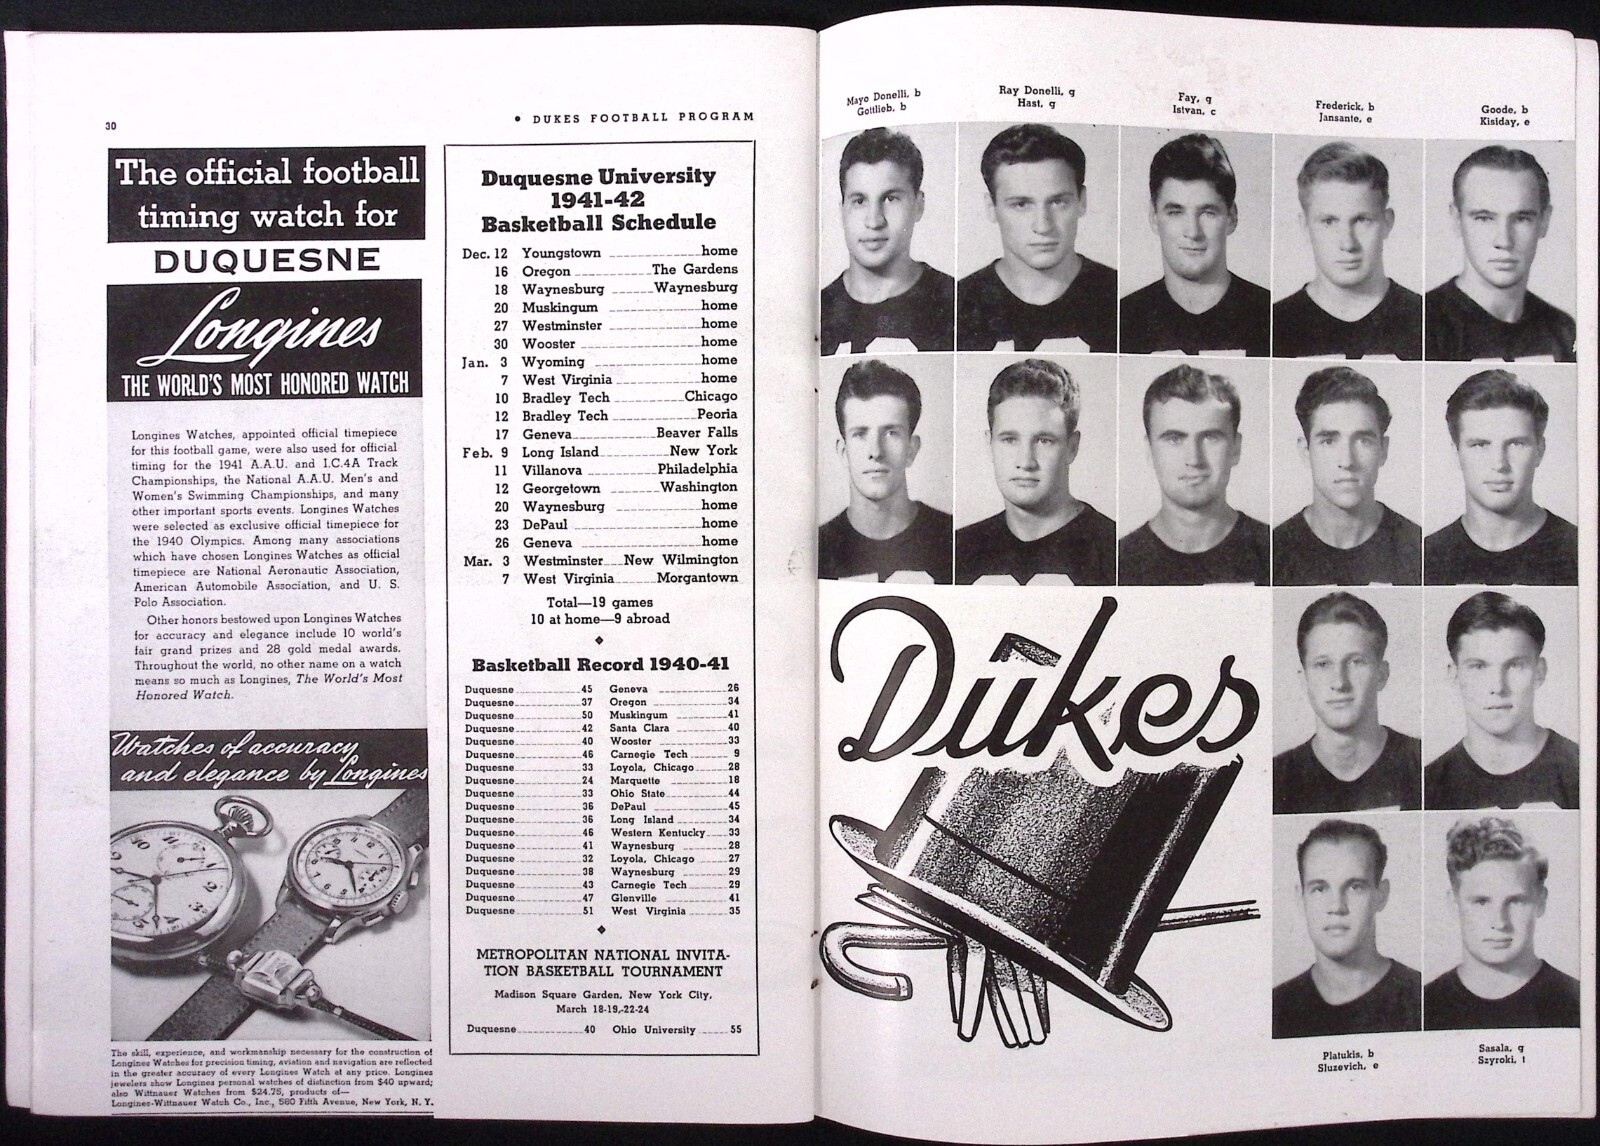 30
• DUKES FOOTBALL PROGRAM
The official football
timing watch for
DUQUESNE
Longines
THE WORLD'S MOST HONORED WATCH
Longines Watches, appointed official timepiece
for this football game, were also used for official
timing for the 1941 A.A.U. and I.C.4A Track
Championships, the National A.A.U. Men's and
Women's Swimming Championships, and many
other important sports events. Longines Watches
were selected as exclusive official timepiece for
the 1940 Olympics. Among many associations
which have chosen Longines Watches as official
timepiece are National Aeronautic Association,
American Automobile Association, and U. S.
Polo Association.
Other honors bestowed upon Longines Watches
for accuracy and elegance include 10 world's
fair grand prizes and 28 gold medal awards.
Throughout the world, no other name on a watch
means so much as Longines, The World's Most
Honored Watch.
Watches of accuracy
and elegance by Longines
The skill, experience, and workmanship necessary for the construction of
Longines Watches for precision timing, aviation and navigation are reflected
in the greater accuracy of every Longines Watch at any price. Longines
jewelers show Longines personal watches of distinction from $40 upward;
also Wittnauer Watches from $24.75, products of—
Longines-Wittnauer Watch Co., Inc., 580 Fifth Avenue, New York, N. Y.
Duquesne University
1941-42
Basketball Schedule
Dec. 12 Youngstown home
16 Oregon The Gardens
18 Waynesburg Waynesburg
20 Muskingum home
27 Westminster home
30 Wooster home
Jan. 3 Wyoming home
7 West Virginia home
10 Bradley Tech Chicago
12 Bradley Tech Peoria
17 Geneva Beaver Falls
Feb. 9 Long Island New York
11 Villanova Philadelphia
12 Georgetown Washington
20 Waynesburg home
23 DePaul home
26 Geneva home
Mar. 3 Westminster New Wilmington
7 West Virginia Morgantown
Total—19 games
10 at home—9 abroad
Basketball Record 1940-41
Duquesne 45 Geneva 26
Duquesne 37 Oregon 34
Duquesne 50 Muskingum 41
Duquesne 42 Santa Clara 40
Duquesne 40 Wooster 33
Duquesne 46 Carnegie Tech 9
Duquesne 33 Loyola, Chicago 28
Duquesne 24 Marquette 18
Duquesne 33 Ohio State 44
Duquesne 36 DePaul 45
Duquesne 36 Long Island 34
Duquesne 46 Western Kentucky 33
Duquesne 41 Waynesburg 28
Duquesne 32 Loyola, Chicago 27
Duquesne 38 Waynesburg 29
Duquesne 43 Carnegie Tech 29
Duquesne 47 Glenville 41
Duquesne 51 West Virginia 35
METROPOLITAN NATIONAL INVITA-
TION BASKETBALL TOURNAMENT
Madison Square Garden, New York City,
March 18-19,-22-24
Duquesne 40 Ohio University 55
Mayo Donelli, b
Gottlieb, b
Ray Donelli, g
Hast, g
Fay, g
Istvan, c
Frederick, b
Jansante, e
Goode, b
Kisiday, e
Dukes
Platukis, b
Sluzevich, e
Sasala, g
Szyroki, t